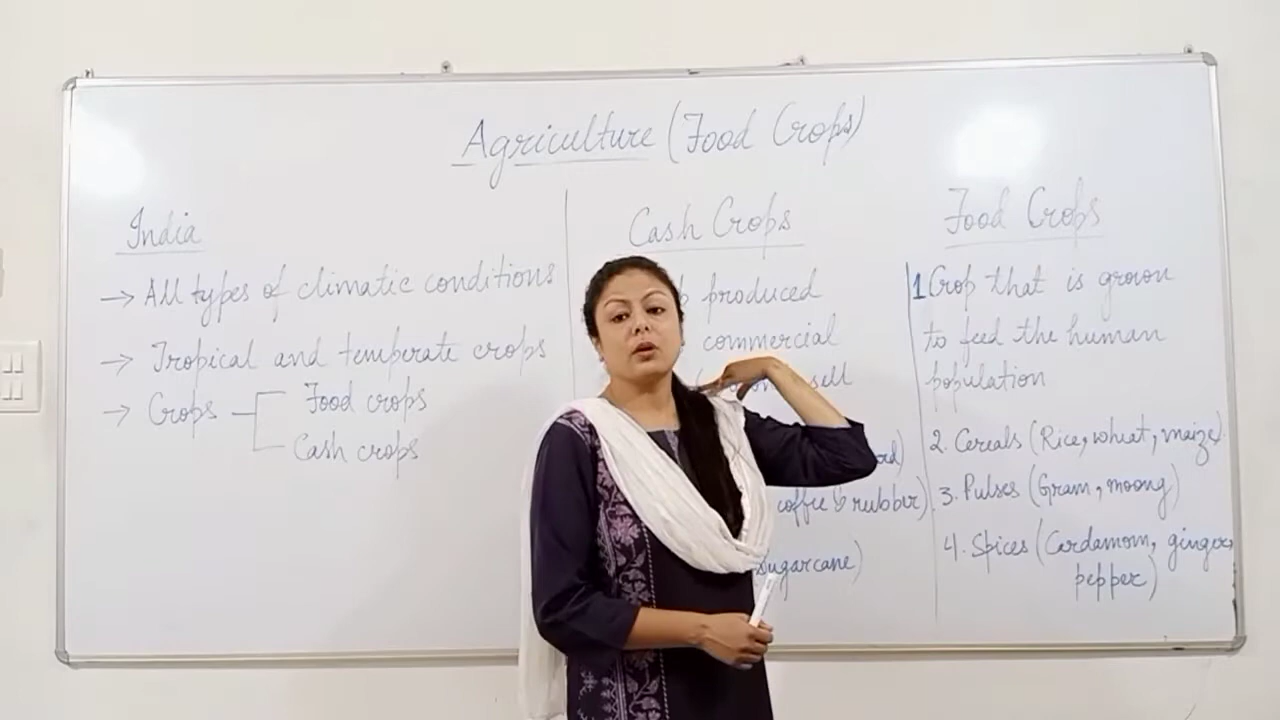 Agriculture (Food Crops)
India
→ All types of climatic conditions
→ Tropical and temperate crops
→ Crops
Food crops
Cash crops
Cash Crops
produced
commercial
sell
coffee & rubber)
Sugarcane)
Food Crops
1 Crop that is grown
to feed the human
population
2. Cereals (Rice, wheat, maize)
3. Pulses (Gram, moong)
4. Spices (Cardamom, ginger,
pepper)